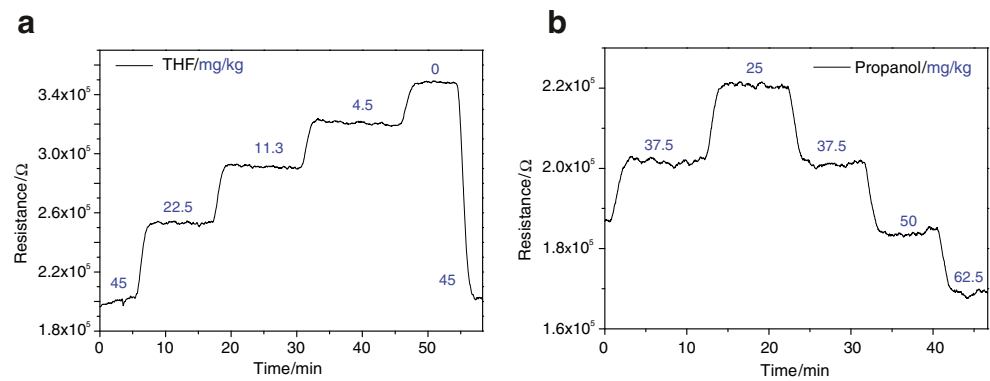 a
THF/mg/kg
0
3.4x10⁵
4.5
11.3
3.0x10⁵
22.5
2.6x10⁵
2.2x10⁵
45
45
1.8x10⁵
0 10 20 30 40 50
Time/min
Resistance/Ω
b
Propanol/mg/kg
25
2.2x10⁵
37.5
37.5
2.0x10⁵
50
1.8x10⁵
62.5
1.6x10⁵
0 10 20 30 40
Time/min
Resistance/Ω